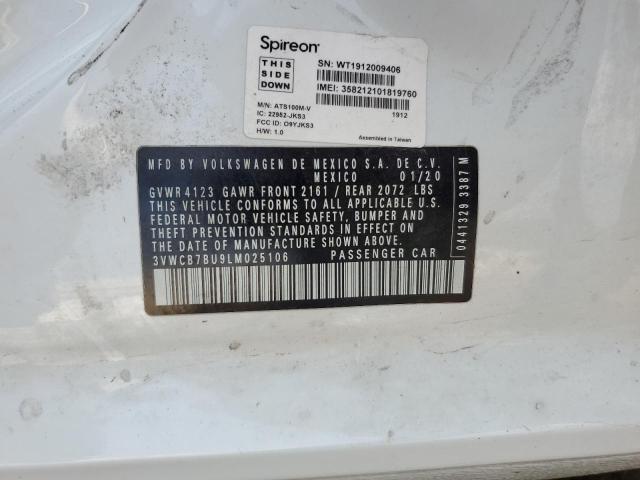 Spireon
THIS
SIDE
DOWN
SN: WT1912009406
IMEI: 358212101819760
M/N: ATS100M-V
IC: 22952-JKS3
FCC ID: O9YJKS3
H/W: 1.0
1912
Assembled in Taiwan
MFD BY VOLKSWAGEN DE MEXICO S.A. DE C.V.
MEXICO 01/20
GVWR 4123 GAWR FRONT 2161 / REAR 2072 LBS
THIS VEHICLE CONFORMS TO ALL APPLICABLE U.S.
FEDERAL MOTOR VEHICLE SAFETY, BUMPER AND
THEFT PREVENTION STANDARDS IN EFFECT ON
THE DATE OF MANUFACTURE SHOWN ABOVE.
3VWCB7BU9LM025106 PASSENGER CAR
0441329 3387 M